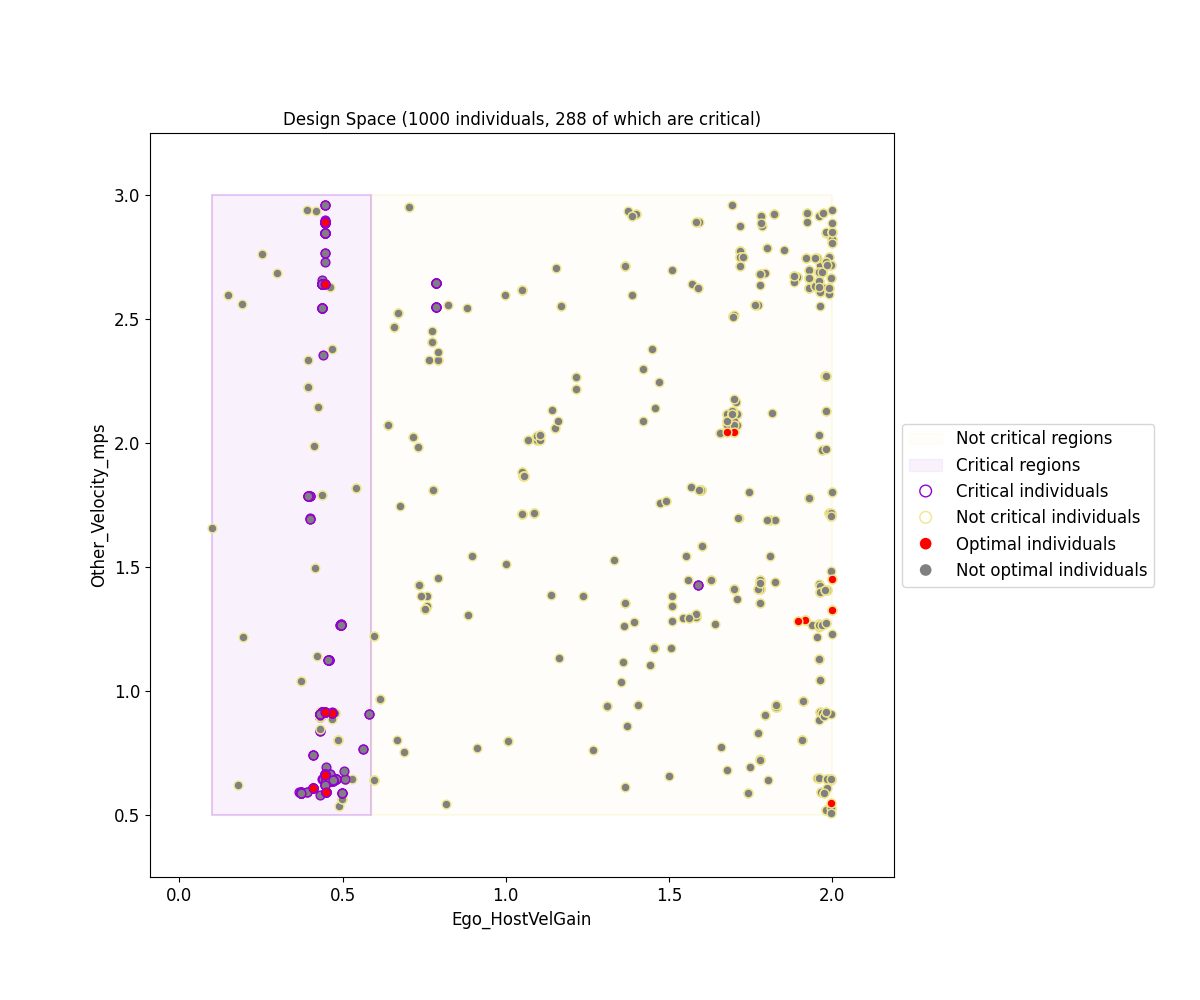 Design Space (1000 individuals, 288 of which are critical)
3.0
2.5
2.0
1.5
1.0
0.5
Other_Velocity_mps
0.0 0.5 1.0 1.5 2.0
Ego_HostVelGain
Not critical regions
Critical regions
Critical individuals
Not critical individuals
Optimal individuals
Not optimal individuals